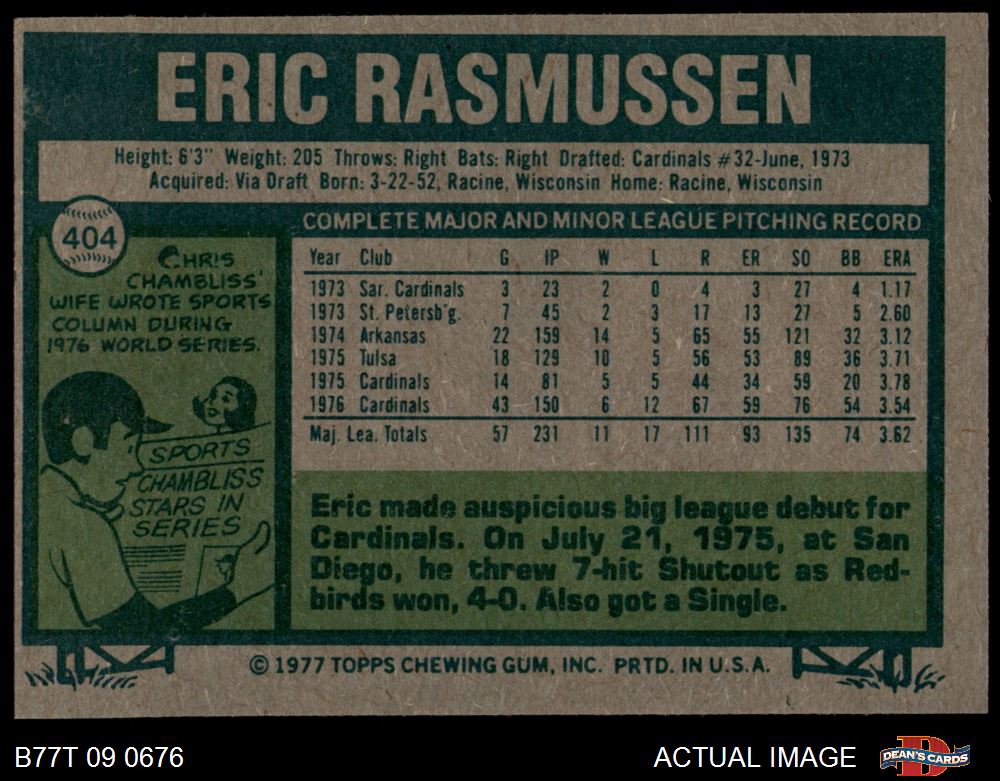 ERIC RASMUSSEN
Height: 6'3" Weight: 205 Throws: Right Bats: Right Drafted: Cardinals #32-June, 1973
Acquired: Via Draft Born: 3-22-52, Racine, Wisconsin Home: Racine, Wisconsin
404
CHRIS
CHAMBLISS'
WIFE WROTE SPORTS
COLUMN DURING
1976 WORLD SERIES.
SPORTS
CHAMBLISS
STARS IN
SERIES
COMPLETE MAJOR AND MINOR LEAGUE PITCHING RECORD
Year Club G IP W L R ER SO BB ERA
1973 Sar. Cardinals 3 23 2 0 4 3 27 4 1.17
1973 St. Petersb'g. 7 45 2 3 17 13 27 5 2.60
1974 Arkansas 22 159 14 5 65 55 121 32 3.12
1975 Tulsa 18 129 10 5 56 53 89 36 3.71
1975 Cardinals 14 81 5 5 44 34 59 20 3.78
1976 Cardinals 43 150 6 12 67 59 76 54 3.54
Maj. Lea. Totals 57 231 11 17 111 93 135 74 3.62
Eric made auspicious big league debut for
Cardinals. On July 21, 1975, at San
Diego, he threw 7-hit Shutout as Red-
birds won, 4-0. Also got a Single.
© 1977 TOPPS CHEWING GUM, INC. PRTD. IN U.S.A.
B77T 09 0676
ACTUAL IMAGE
DEAN'S CARDS